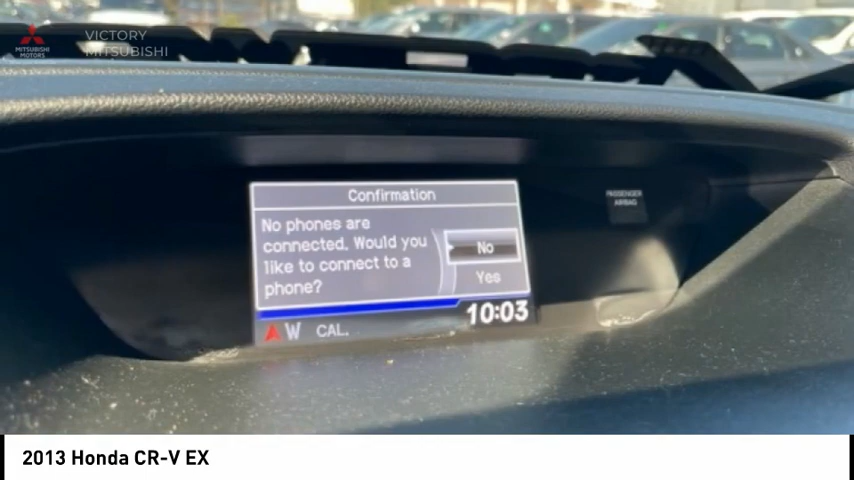 MITSUBISHI
MOTORS
VICTORY
MITSUBISHI
Confirmation
No phones are
connected. Would you
like to connect to a
phone?
No
Yes
10:03
W CAL.
PASSENGER
AIRBAG
2013 Honda CR-V EX